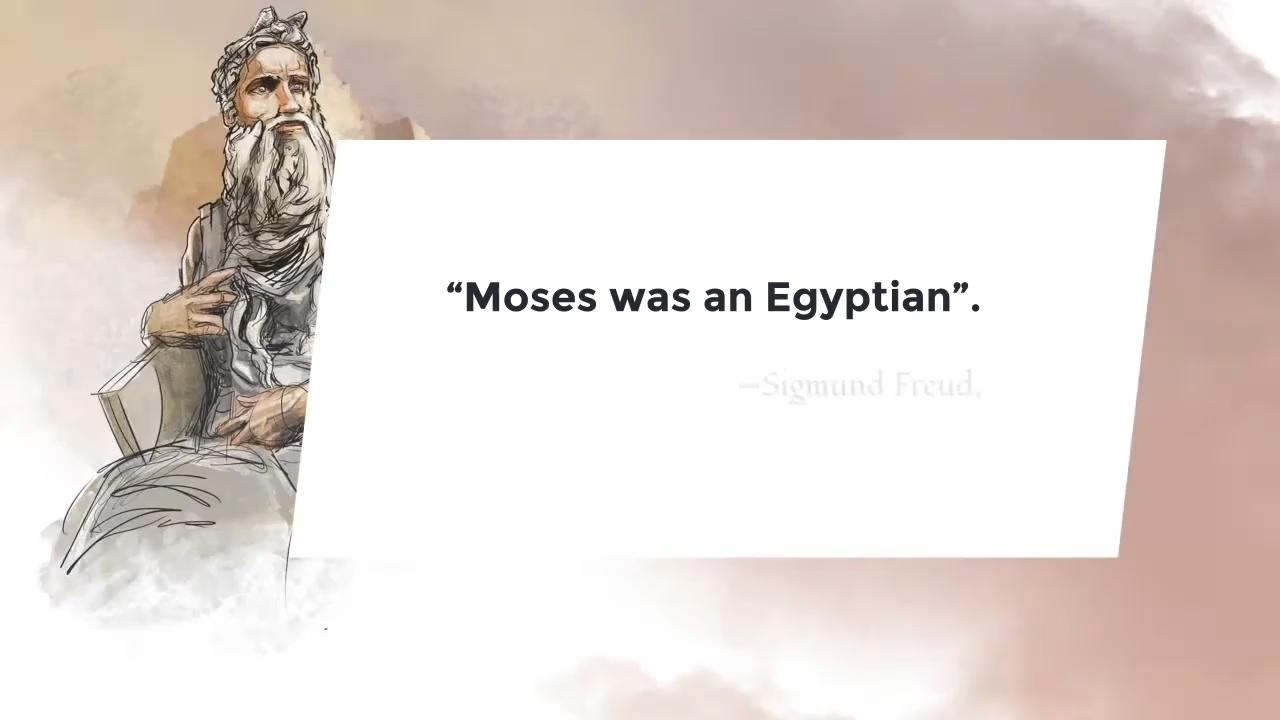 “Moses was an Egyptian”.
—Sigmund Freud,